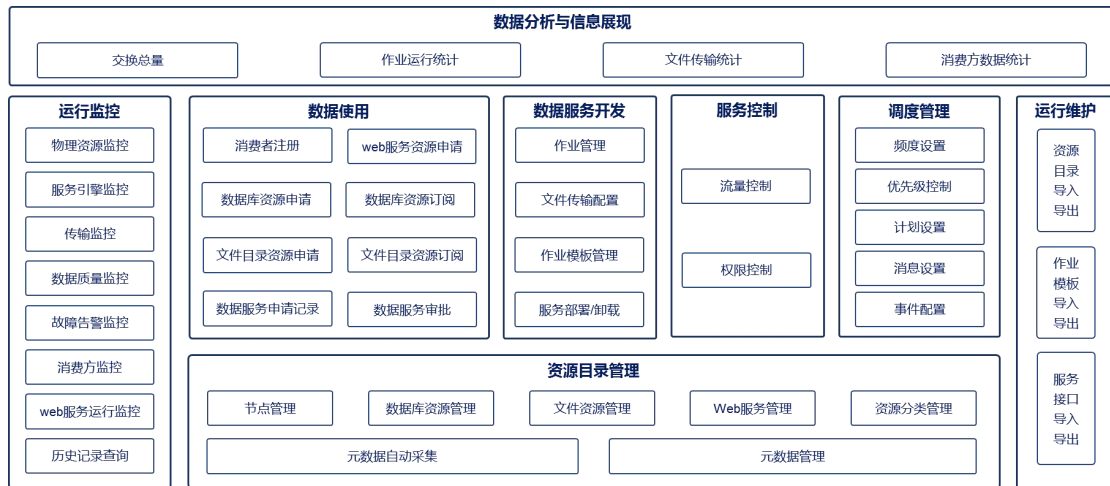 数据分析与信息展现
交换总量
作业运行统计
文件传输统计
消费方数据统计
运行监控
物理资源监控
服务引擎监控
传输监控
数据质量监控
故障告警监控
消费方监控
web服务运行监控
历史记录查询
数据使用
消费者注册
web服务资源申请
数据库资源申请
数据库资源订阅
文件目录资源申请
文件目录资源订阅
数据服务申请记录
数据服务审批
数据服务开发
作业管理
文件传输配置
作业模板管理
服务部署/卸载
服务控制
流量控制
权限控制
调度管理
频度设置
优先级控制
计划设置
消息设置
事件配置
运行维护
资源
目录
导入
导出
作业
模板
导入
导出
服务
接口
导入
导出
资源目录管理
节点管理
数据库资源管理
文件资源管理
Web服务管理
资源分类管理
元数据自动采集
元数据管理